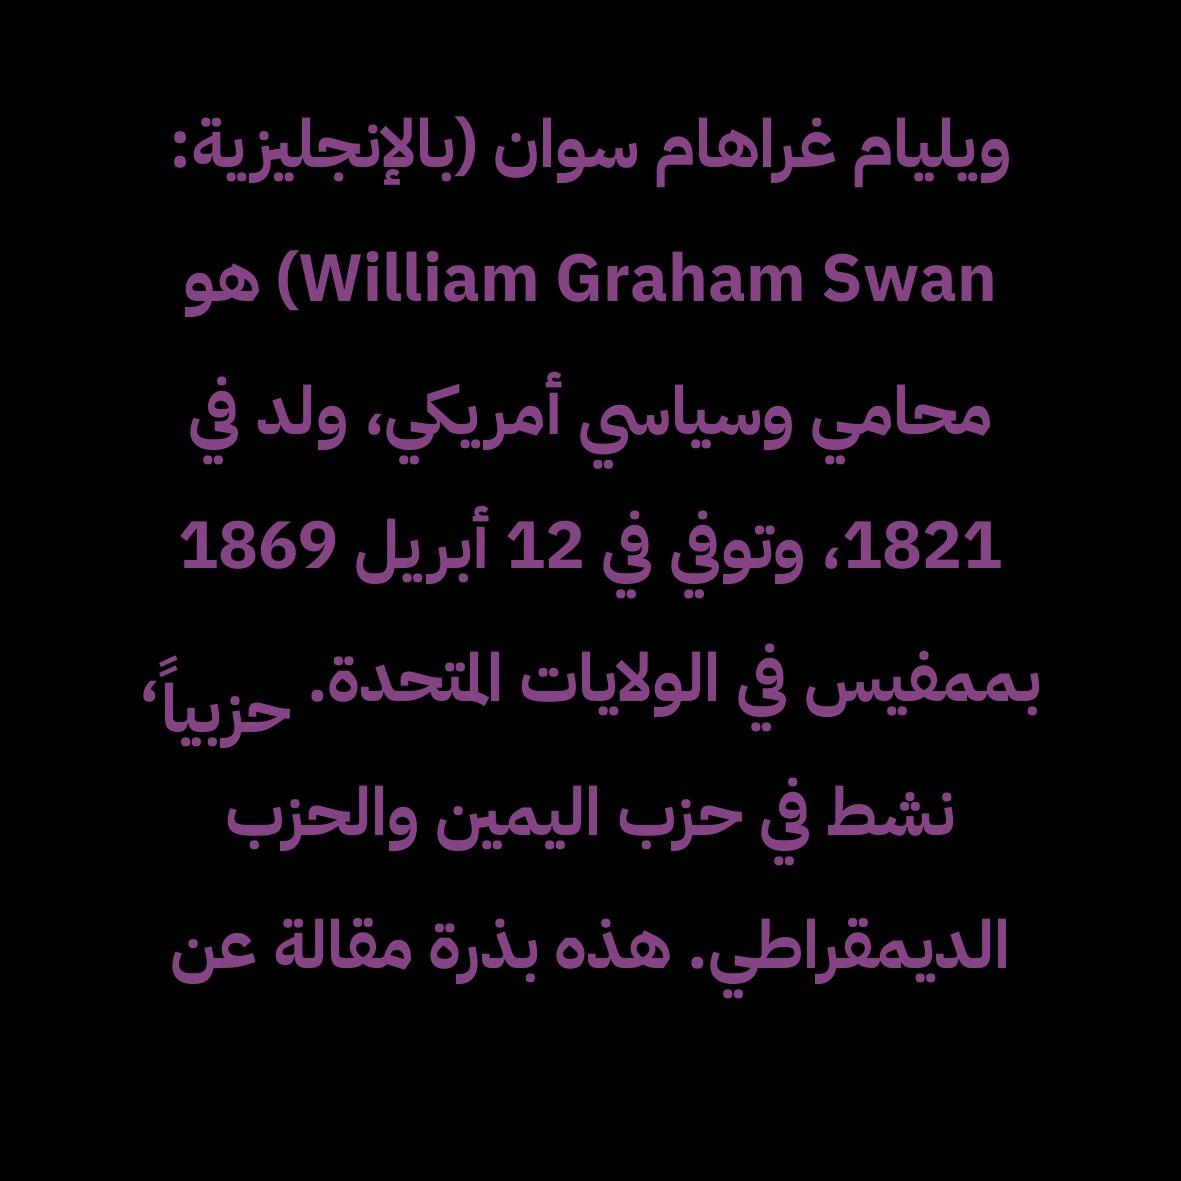 ويليام غراهام سوان (بالإنجليزية:
William Graham Swan) هو
محامي وسياسي أمريكي، ولد في
1821، وتوفي في 12 أبريل 1869
بممفيس في الولايات المتحدة. حزبياً،
نشط في حزب اليمين والحزب
الديمقراطي. هذه بذرة مقالة عن